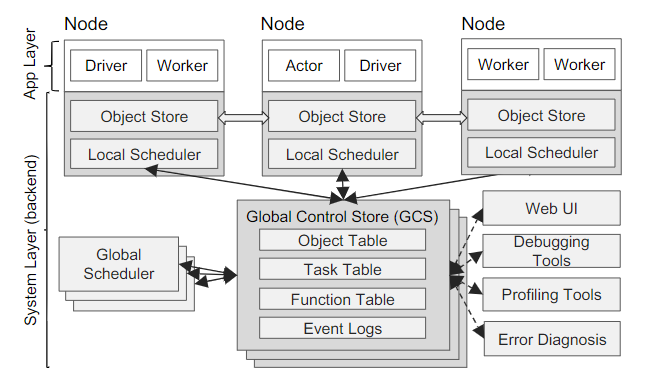 Node
Node
Node
App Layer
Driver
Worker
Actor
Driver
Worker
Worker
Object Store
Object Store
Object Store
Local Scheduler
Local Scheduler
Local Scheduler
System Layer (backend)
Global Control Store (GCS)
Object Table
Task Table
Function Table
Event Logs
Global
Scheduler
Web UI
Debugging
Tools
Profiling Tools
Error Diagnosis